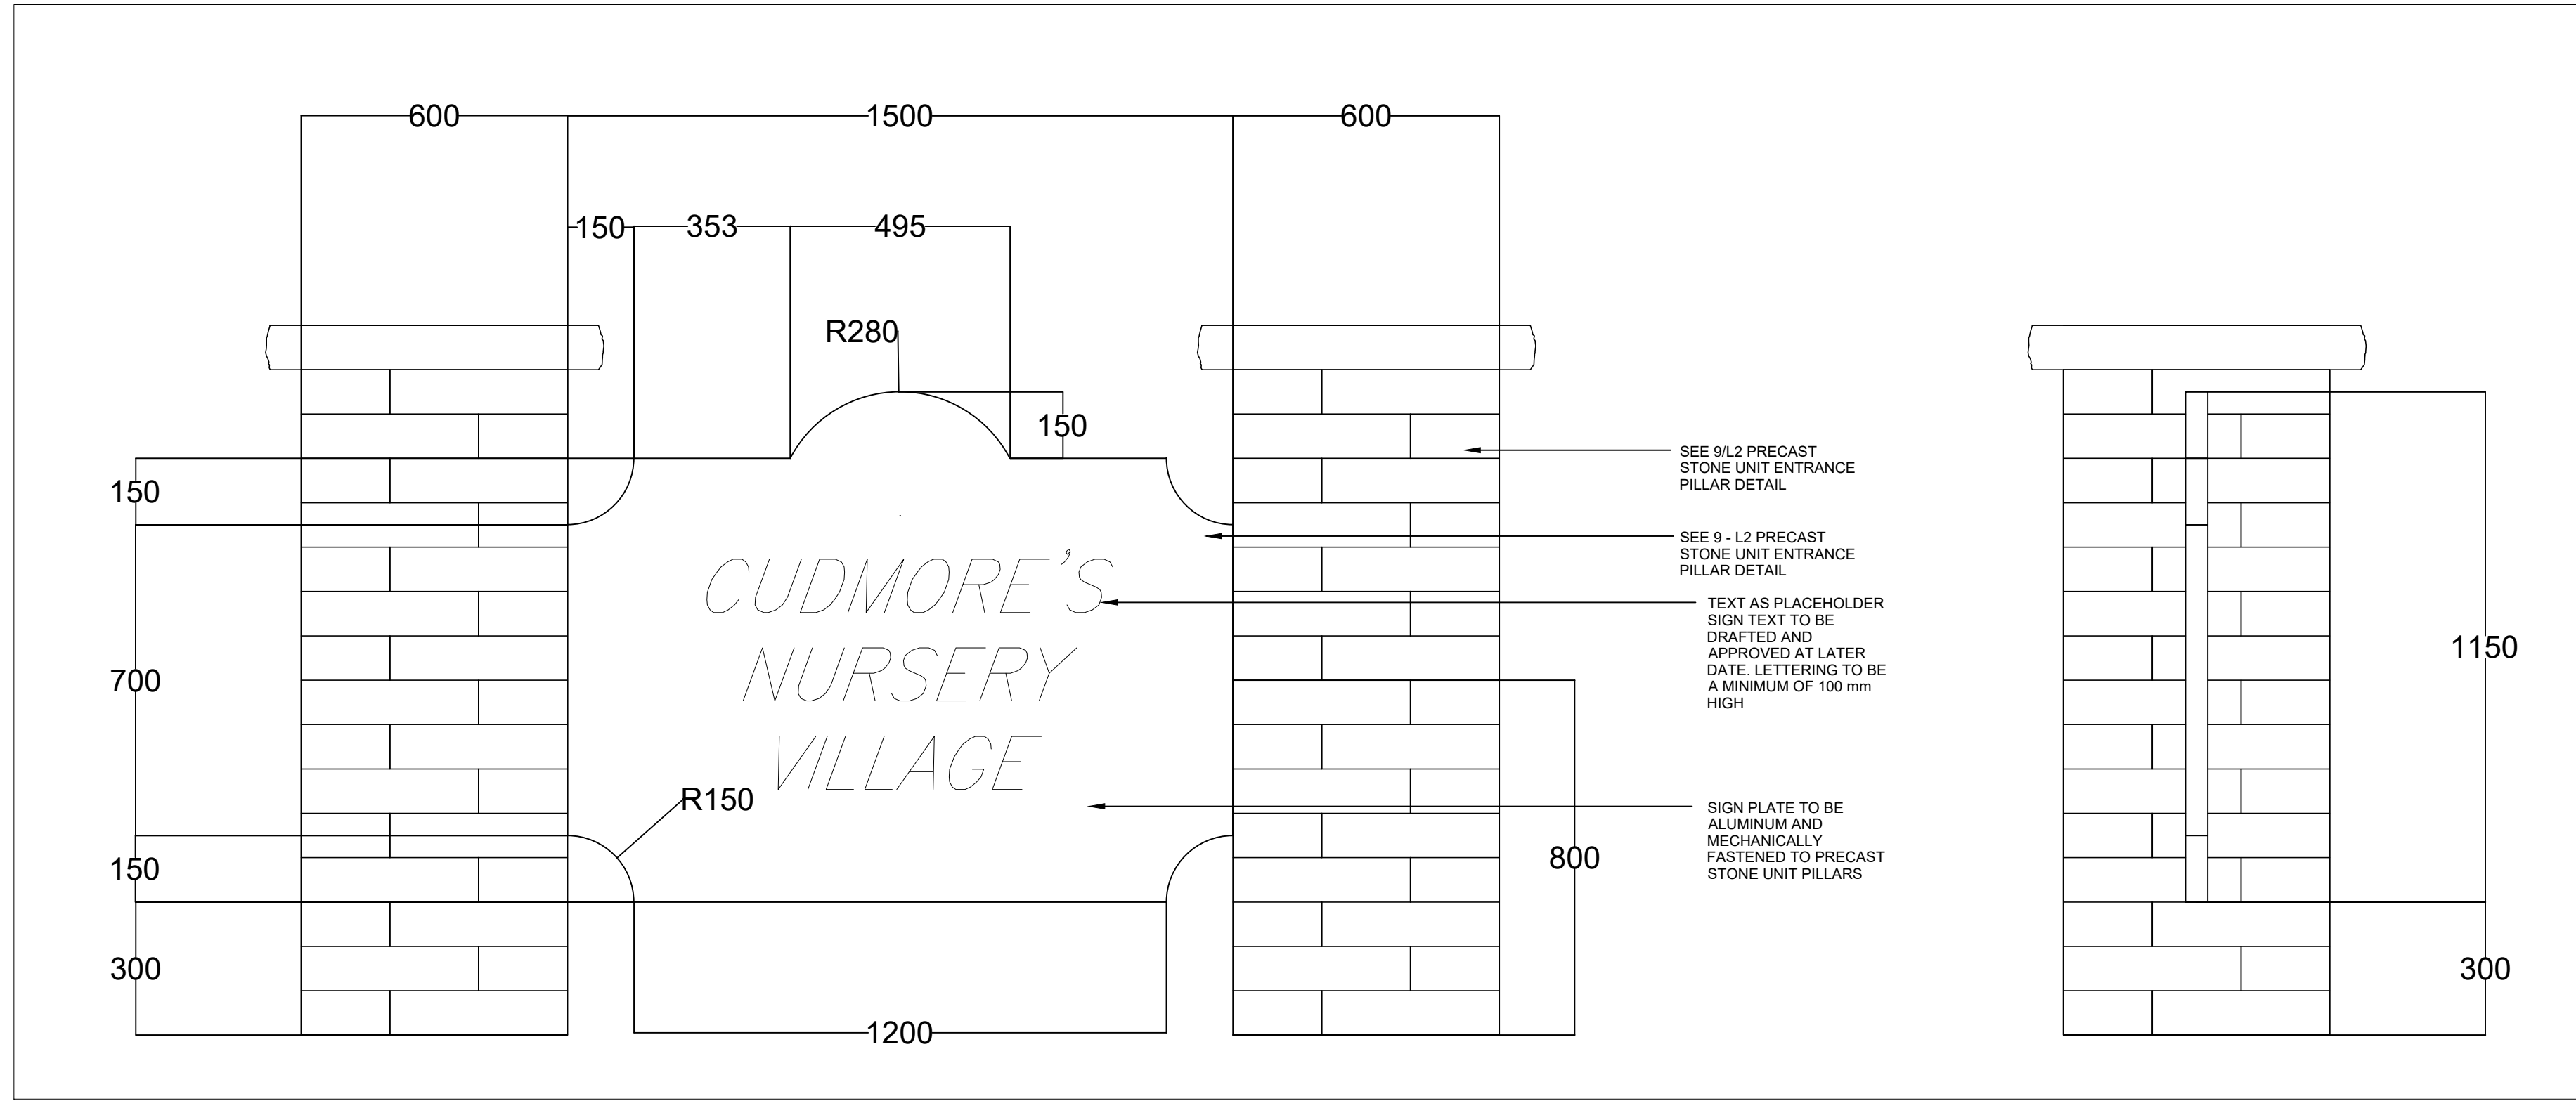 600
1500
600
150
353
495
R280
150
150
700
150
300
R150
1200
800
CUDMORE'S
NURSERY
VILLAGE
SEE 9/L2 PRECAST
STONE UNIT ENTRANCE
PILLAR DETAIL
SEE 9 - L2 PRECAST
STONE UNIT ENTRANCE
PILLAR DETAIL
TEXT AS PLACEHOLDER
SIGN TEXT TO BE
DRAFTED AND
APPROVED AT LATER
DATE. LETTERING TO BE
A MINIMUM OF 100 mm
HIGH
SIGN PLATE TO BE
ALUMINUM AND
MECHANICALLY
FASTENED TO PRECAST
STONE UNIT PILLARS
1150
300